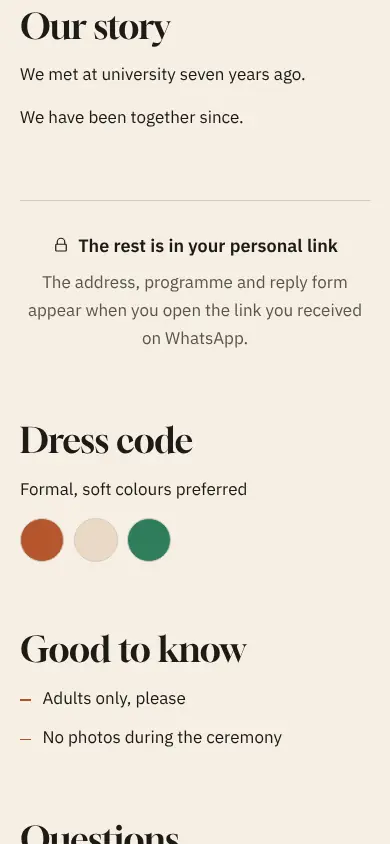 Our story
We met at university seven years ago.
We have been together since.
The rest is in your personal link
The address, programme and reply form
appear when you open the link you received
on WhatsApp.
Dress code
Formal, soft colours preferred
Good to know
— Adults only, please
— No photos during the ceremony
Questions